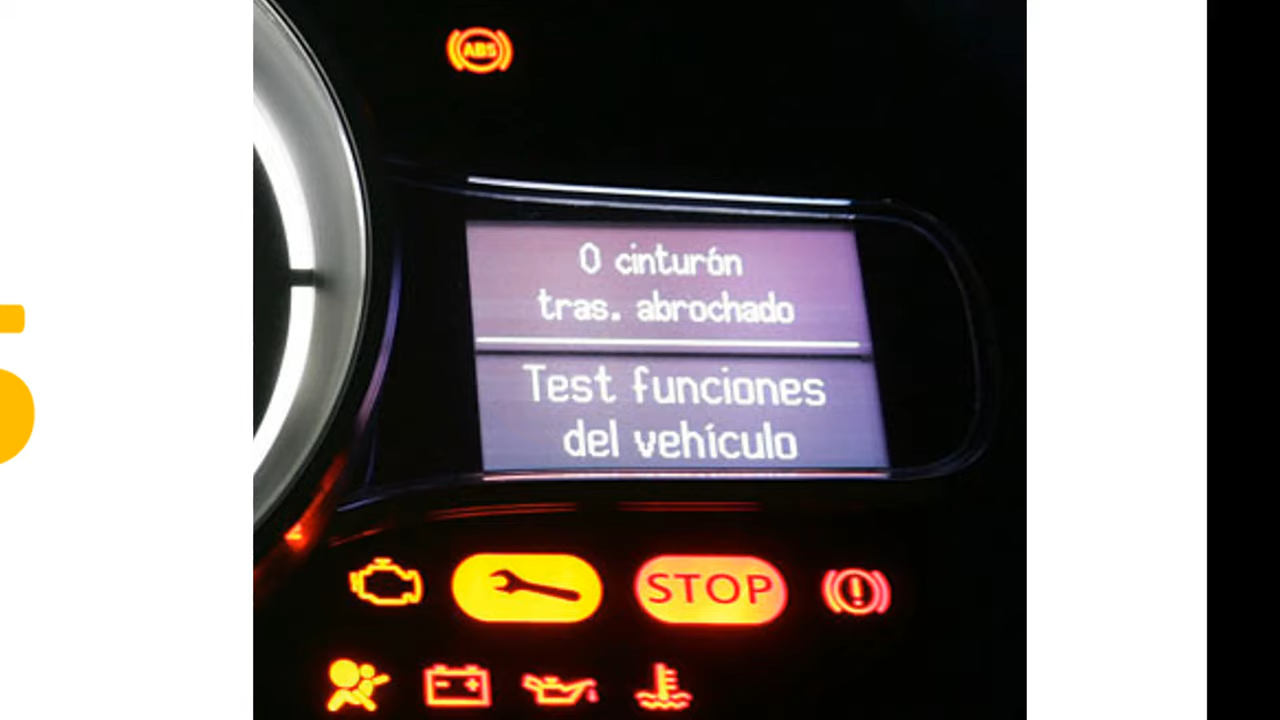 ABS
0 cinturón
tras. abrochado
Test funciones
del vehículo
STOP